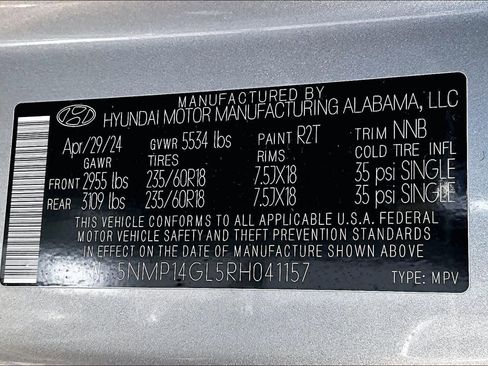 MANUFACTURED BY
HYUNDAI MOTOR MANUFACTURING ALABAMA, LLC
Apr/29/24 GVWR 5534 lbs PAINT R2T TRIM NNB
GAWR TIRES RIMS COLD TIRE INFL
FRONT 2955 lbs 235/60R18 7.5JX18 35 psi SINGLE
REAR 3109 lbs 235/60R18 7.5JX18 35 psi SINGLE
THIS VEHICLE CONFORMS TO ALL APPLICABLE U.S.A. FEDERAL
MOTOR VEHICLE SAFETY AND THEFT PREVENTION STANDARDS
IN EFFECT ON THE DATE OF MANUFACTURE SHOWN ABOVE.
5NMP14GL5RH041157 TYPE: MPV